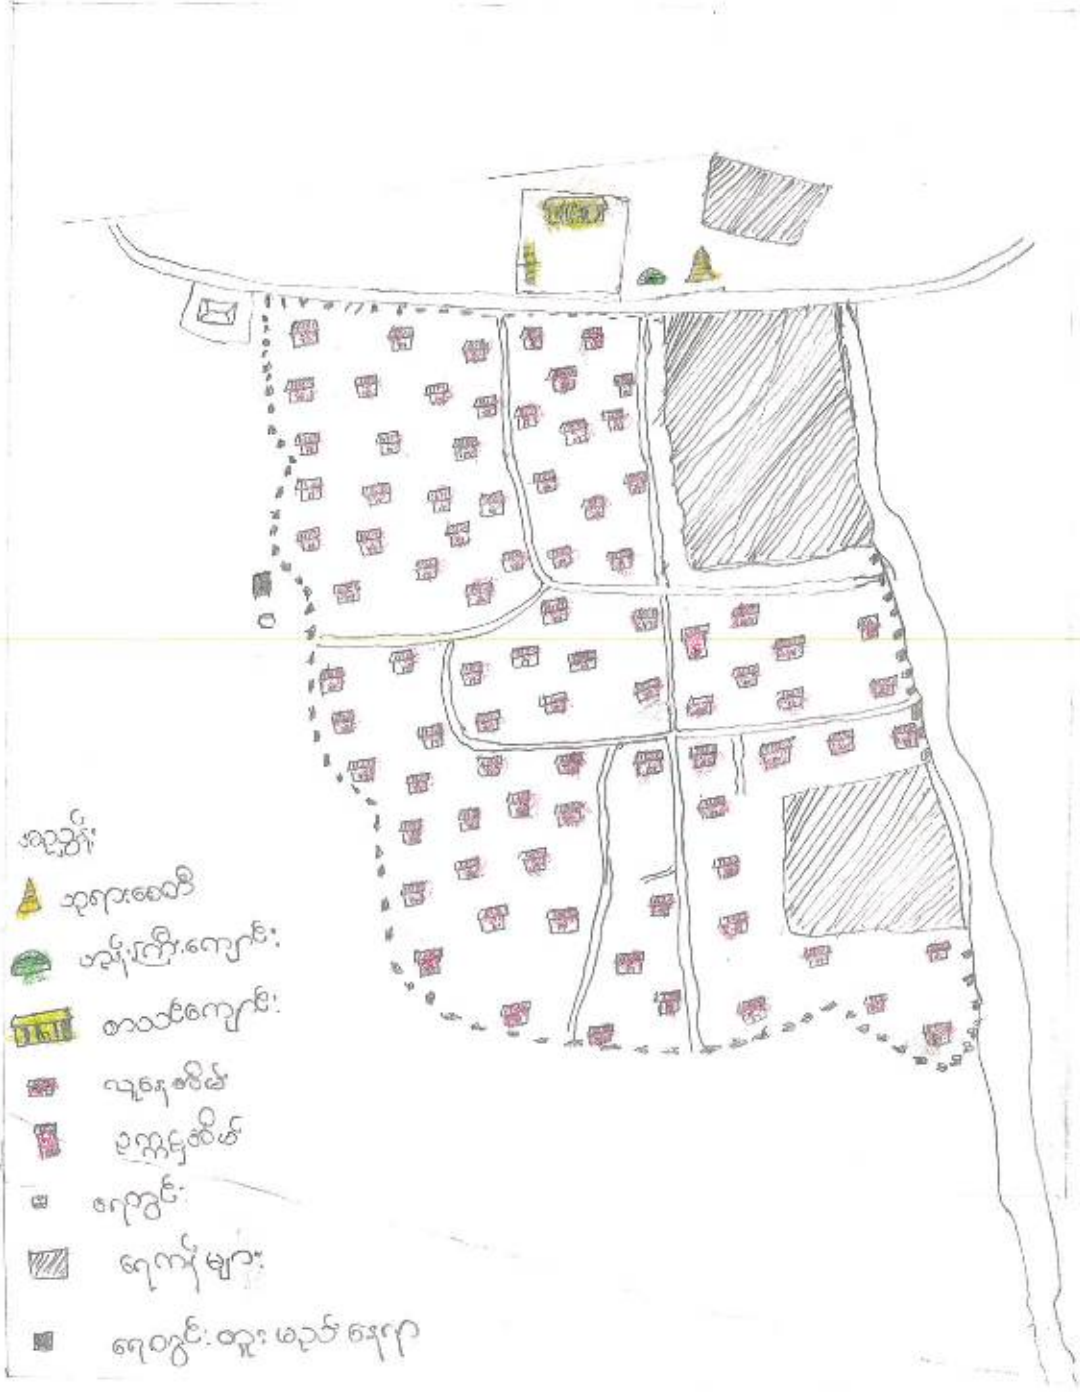 အညွှန်း
ဘုရားစေတီ
ဘုန်းကြီးကျောင်း
စာသင်ကျောင်း
လူနေအိမ်
ဥက္ကဋ္ဌအိမ်
ရေတွင်း
ရေကန်များ
ရေတွင်းတူးမည့်နေရာ